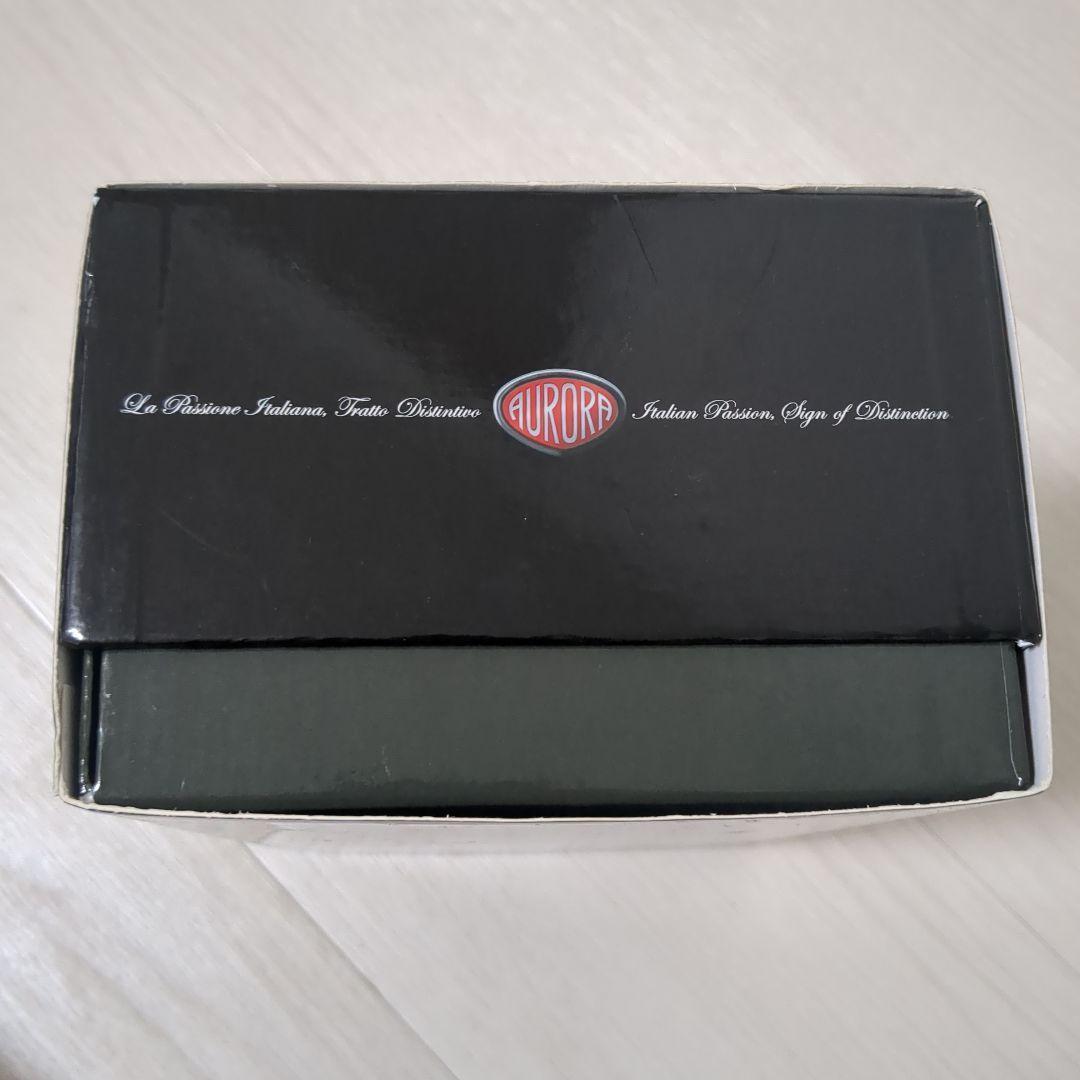 La Passione Italiana, Tratto Distintivo AURORA Italian Passion, Sign of Distinction